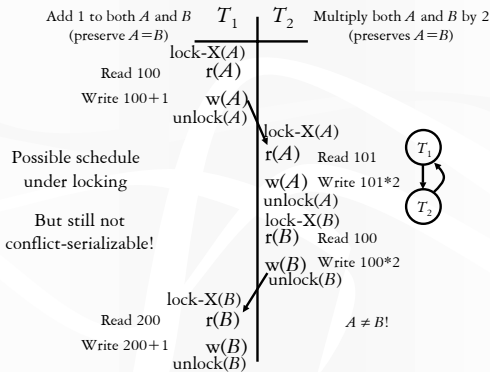 Add 1 to both A and B
(preserve A=B)
T1 T2
Multiply both A and B by 2
(preserves A=B)
lock-X(A)
Read 100 r(A)
Write 100+1 w(A)
unlock(A)
lock-X(A)
r(A) Read 101
w(A) Write 101*2
unlock(A)
lock-X(B)
r(B) Read 100
w(B) Write 100*2
unlock(B)
Possible schedule
under locking
But still not
conflict-serializable!
T1
T2
lock-X(B)
Read 200 r(B)
A ≠ B!
Write 200+1 w(B)
unlock(B)